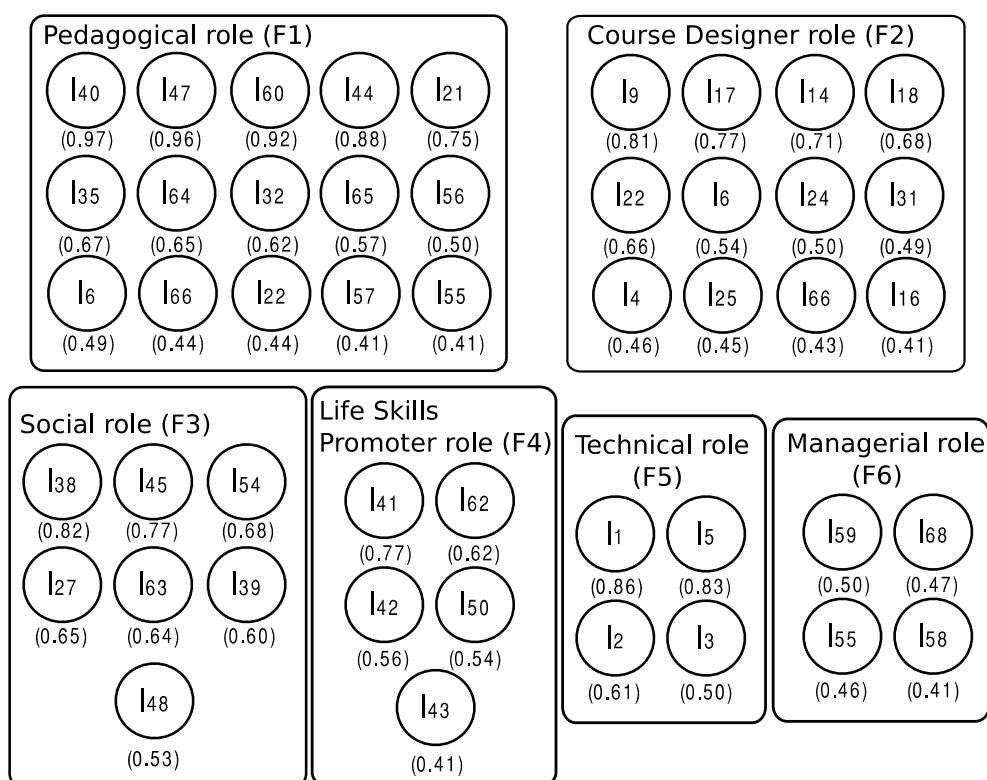 Pedagogical role (F1)
I40 I47 I60 I44 I21
(0.97) (0.96) (0.92) (0.88) (0.75)
I35 I64 I32 I65 I56
(0.67) (0.65) (0.62) (0.57) (0.50)
I6 I66 I22 I57 I55
(0.49) (0.44) (0.44) (0.41) (0.41)
Course Designer role (F2)
I9 I17 I14 I18
(0.81) (0.77) (0.71) (0.68)
I22 I6 I24 I31
(0.66) (0.54) (0.50) (0.49)
I4 I25 I66 I16
(0.46) (0.45) (0.43) (0.41)
Social role (F3)
I38 I45 I54
(0.82) (0.77) (0.68)
I27 I63 I39
(0.65) (0.64) (0.60)
I48
(0.53)
Life Skills
Promoter role (F4)
I41 I62
(0.77) (0.62)
I42 I50
(0.56) (0.54)
I43
(0.41)
Technical role
(F5)
I1 I5
(0.86) (0.83)
I2 I3
(0.61) (0.50)
Managerial role
(F6)
I59 I68
(0.50) (0.47)
I55 I58
(0.46) (0.41)